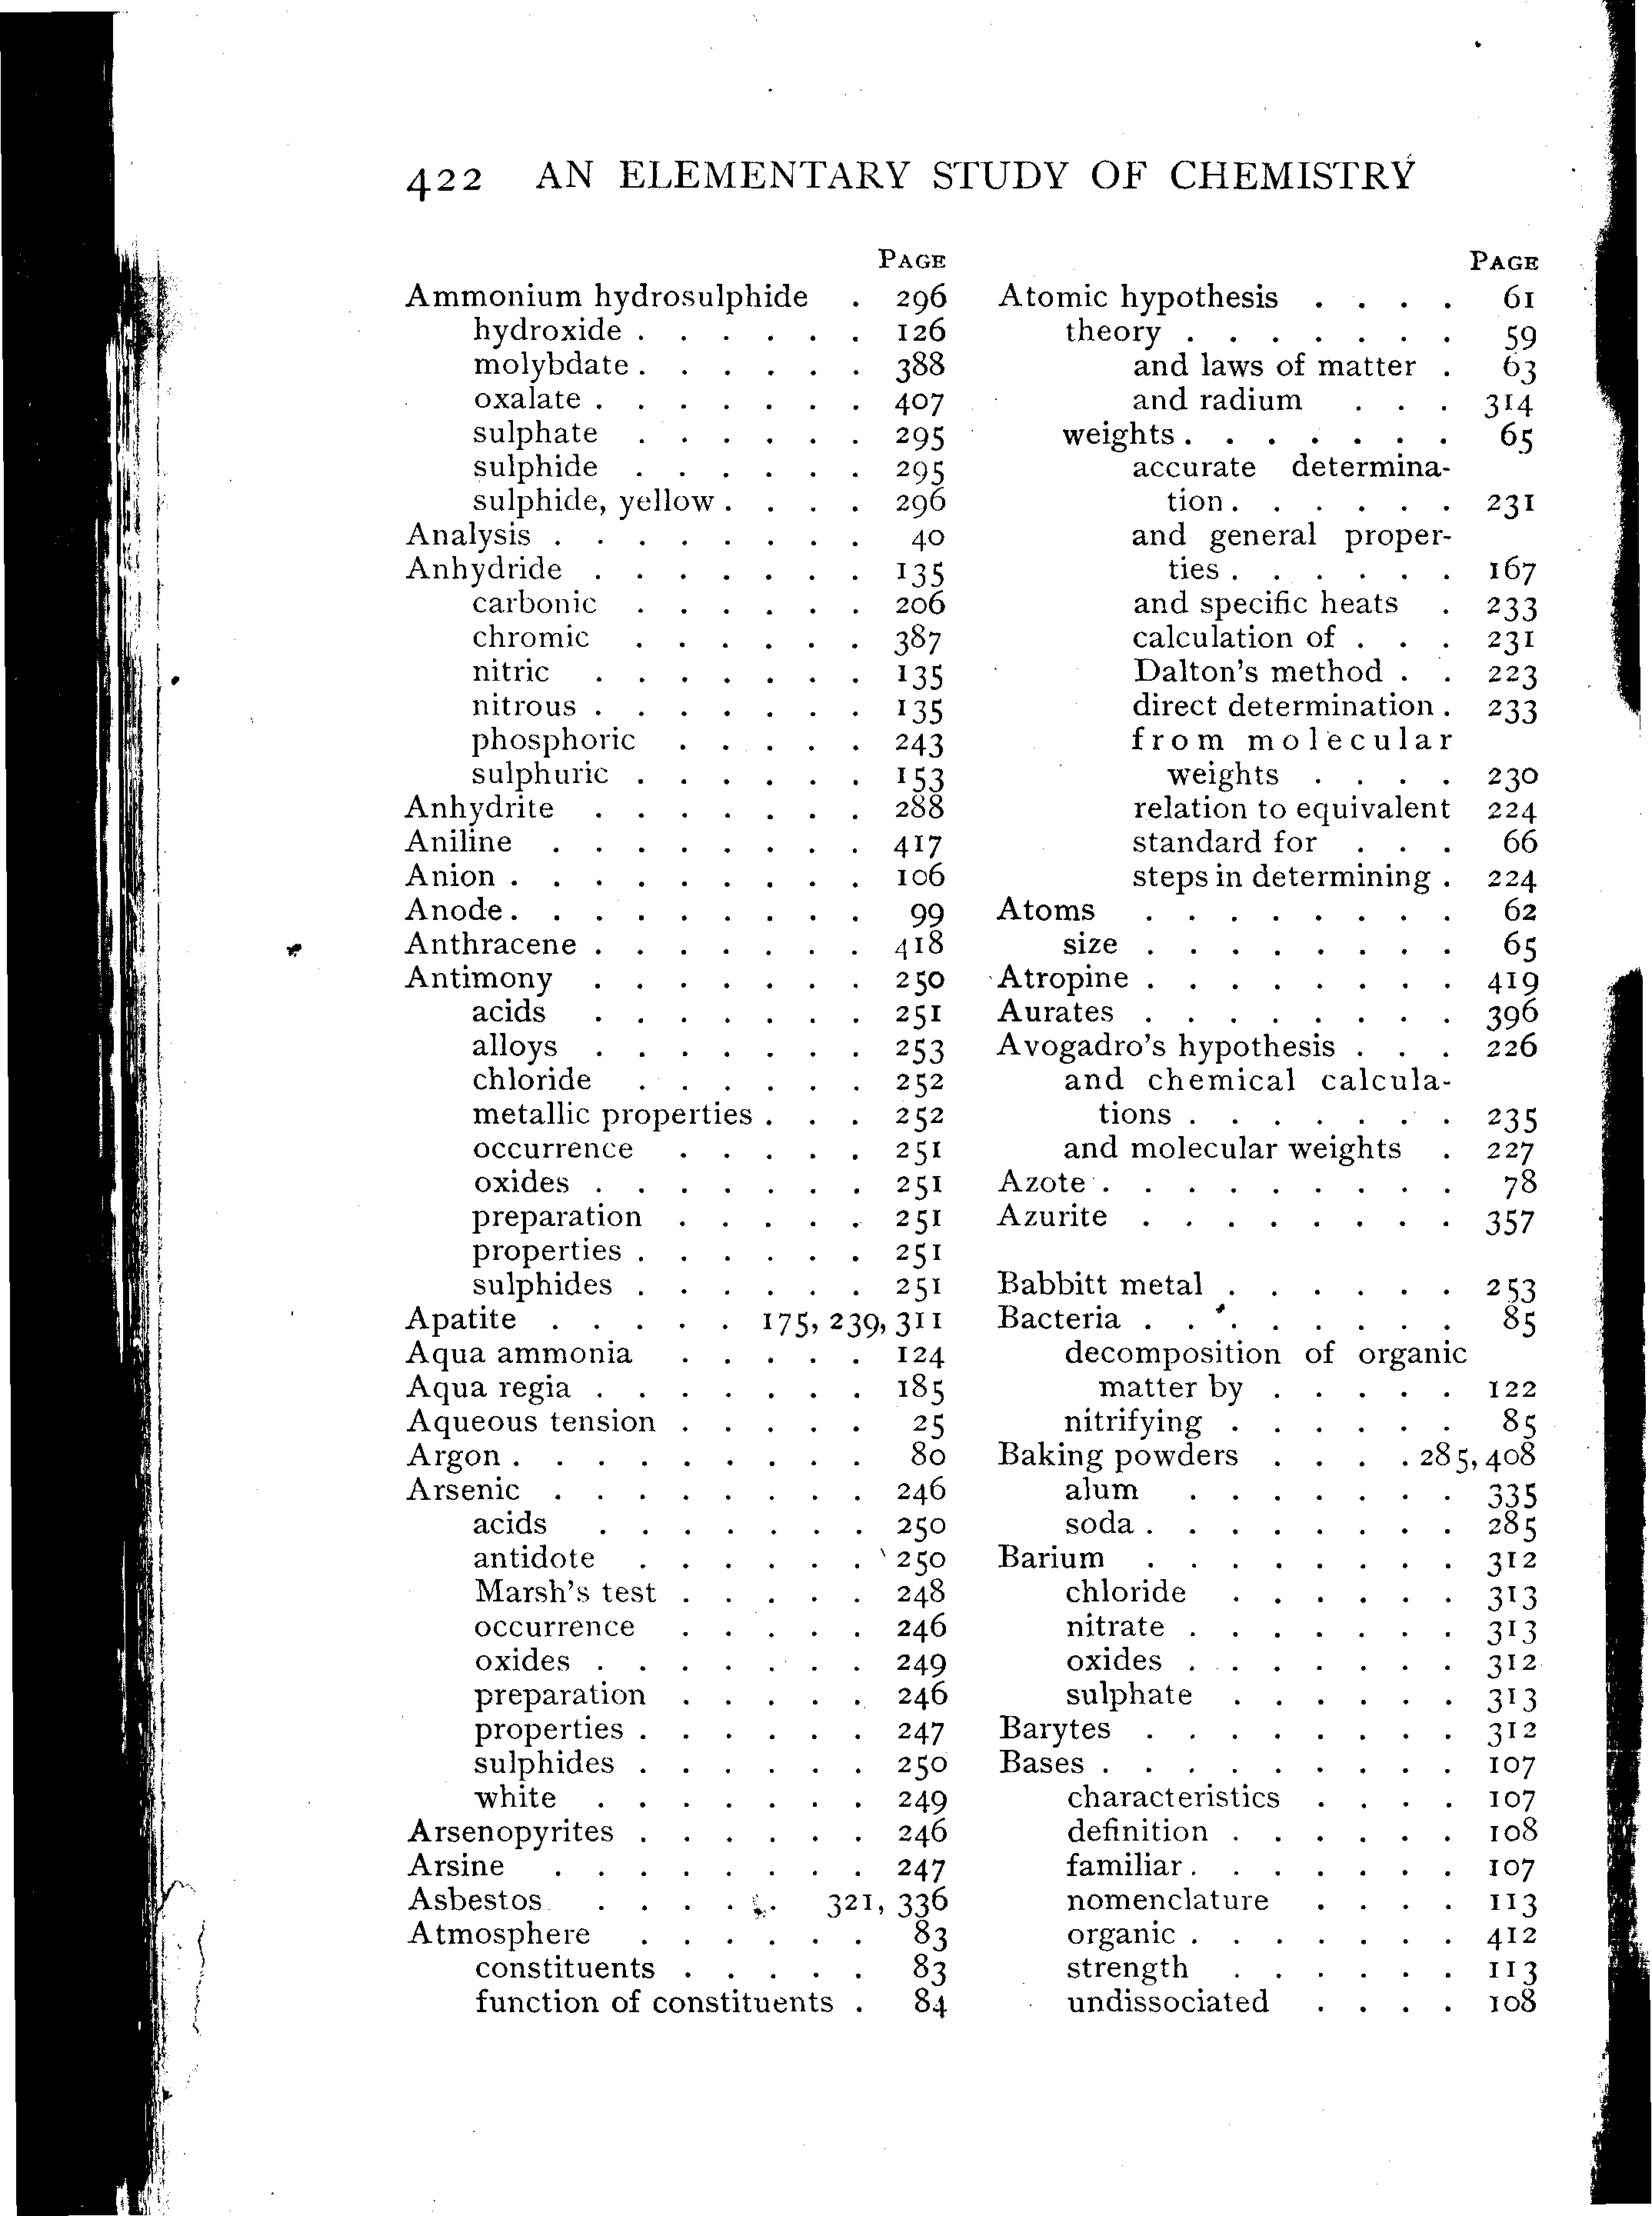 422 AN ELEMENTARY STUDY OF CHEMISTRY
PAGE
Ammonium hydrosulphide . 296
hydroxide . . . . . . 126
molybdate . . . . . . 388
oxalate . . . . . . . 407
sulphate . . . . . . 295
sulphide . . . . . . 295
sulphide, yellow . . . . 296
Analysis . . . . . . . . 40
Anhydride . . . . . . . 135
carbonic . . . . . . 206
chromic . . . . . . 387
nitric . . . . . . . 135
nitrous . . . . . . . 135
phosphoric . . . . . 243
sulphuric . . . . . . 153
Anhydrite . . . . . . . 288
Aniline . . . . . . . . 417
Anion . . . . . . . . . 106
Anode . . . . . . . . . 99
Anthracene . . . . . . . 418
Antimony . . . . . . . 250
acids . . . . . . . 251
alloys . . . . . . . 253
chloride . . . . . . 252
metallic properties . . . 252
occurrence . . . . . 251
oxides . . . . . . . 251
preparation . . . . . 251
properties . . . . . . 251
sulphides . . . . . . 251
Apatite . . . . . 175, 239, 311
Aqua ammonia . . . . . 124
Aqua regia . . . . . . . 185
Aqueous tension . . . . . 25
Argon . . . . . . . . . 80
Arsenic . . . . . . . . 246
acids . . . . . . . 250
antidote . . . . . . 250
Marsh's test . . . . . 248
occurrence . . . . . 246
oxides . . . . . . . 249
preparation . . . . . 246
properties . . . . . . 247
sulphides . . . . . . 250
white . . . . . . . 249
Arsenopyrites . . . . . . 246
Arsine . . . . . . . . 247
Asbestos . . . . . 321, 336
Atmosphere . . . . . . 83
constituents . . . . . 83
function of constituents . 84
PAGE
Atomic hypothesis . . . . 61
theory . . . . . . . 59
and laws of matter . 63
and radium . . . 314
weights . . . . . . . 65
accurate determina-
tion . . . . . . 231
and general proper-
ties . . . . . . 167
and specific heats . 233
calculation of . . . 231
Dalton's method . . 223
direct determination . 233
from molecular
weights . . . . 230
relation to equivalent 224
standard for . . . 66
steps in determining . 224
Atoms . . . . . . . . 62
size . . . . . . . . 65
Atropine . . . . . . . . 419
Aurates . . . . . . . . 396
Avogadro's hypothesis . . . 226
and chemical calcula-
tions . . . . . . . 235
and molecular weights . 227
Azote . . . . . . . . . 78
Azurite . . . . . . . . 357
Babbitt metal . . . . . . 253
Bacteria . . . . . . . . 85
decomposition of organic
matter by . . . . . 122
nitrifying . . . . . . 85
Baking powders . . . . 285, 408
alum . . . . . . . 335
soda . . . . . . . . 285
Barium . . . . . . . . 312
chloride . . . . . . 313
nitrate . . . . . . . 313
oxides . . . . . . . 312
sulphate . . . . . . 313
Barytes . . . . . . . . 312
Bases . . . . . . . . . 107
characteristics . . . . 107
definition . . . . . . 108
familiar . . . . . . . 107
nomenclature . . . . 113
organic . . . . . . . 412
strength . . . . . . 113
undissociated . . . . 108